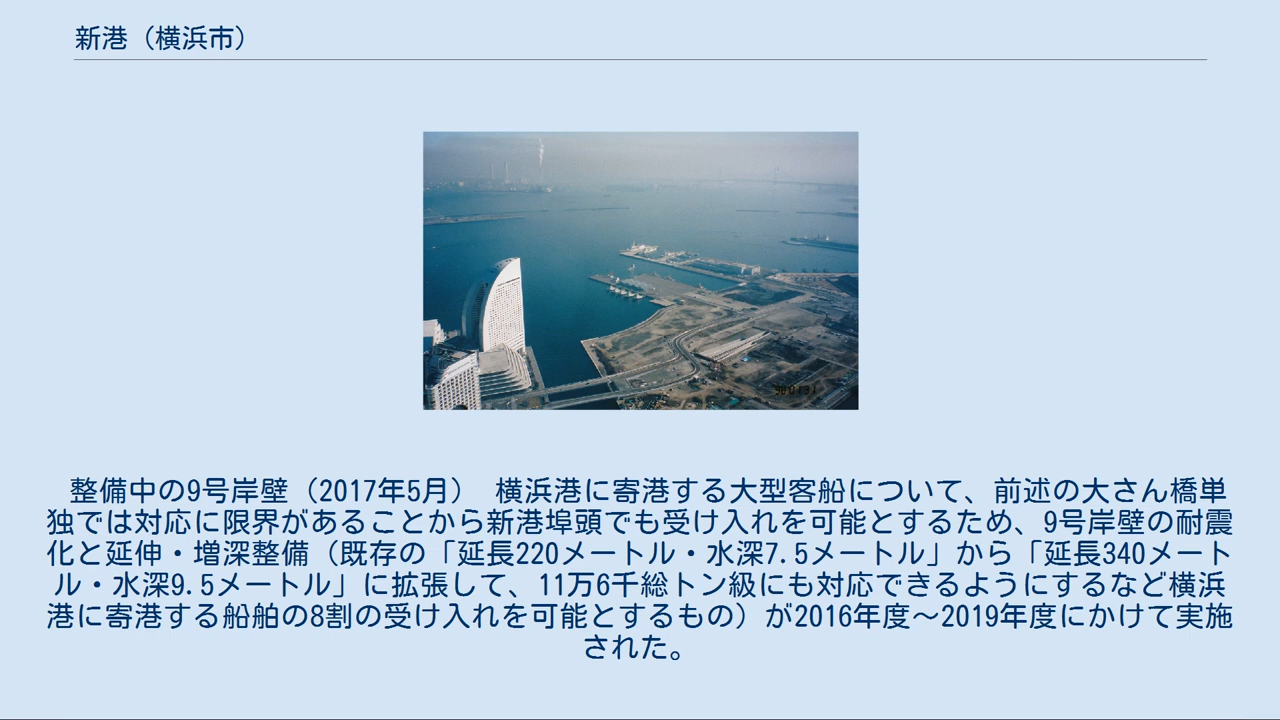 新港（横浜市）
整備中の9号岸壁（2017年5月）　横浜港に寄港する大型客船について、前述の大さん橋単
独では対応に限界があることから新港埠頭でも受け入れを可能とするため、9号岸壁の耐震
化と延伸・増深整備（既存の「延長220メートル・水深7.5メートル」から「延長340メート
ル・水深9.5メートル」に拡張して、11万6千総トン級にも対応できるようにするなど横浜
港に寄港する船舶の8割の受け入れを可能とするもの）が2016年度～2019年度にかけて実施
された。